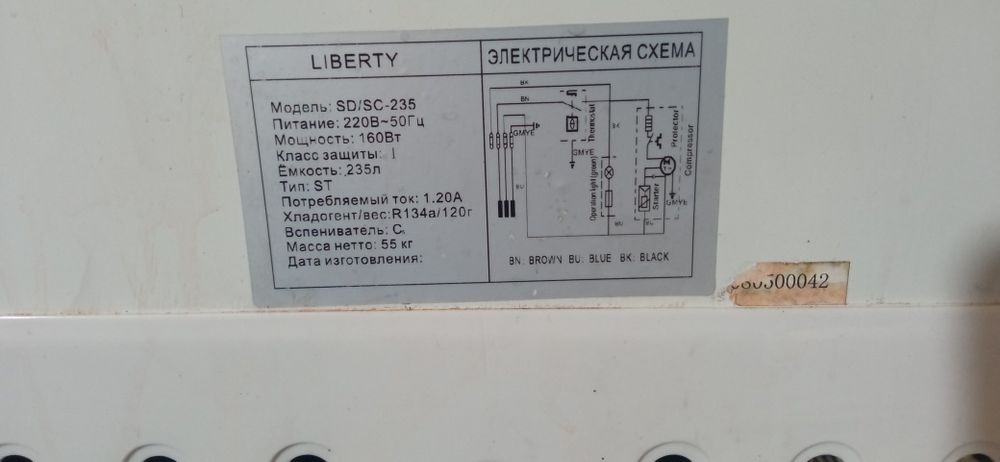 LIBERTY
Модель: SD/SC-235
Питание: 220В~50Гц
Мощность: 160Вт
Класс защиты: I
Ёмкость: 235л
Тип: ST
Потребляемый ток: 1.20А
Хладогент/вес: R134a/120г
Вспениватель: С
Масса нетто: 55 кг
Дата изготовления:
ЭЛЕКТРИЧЕСКАЯ СХЕМА
BK
BN
GMYE
Thermostat
GMYE
BK
Operation light(green)
Protector
Compressor
Starter
GMYE
BU
BU
BU
BN: BROWN BU: BLUE BK: BLACK